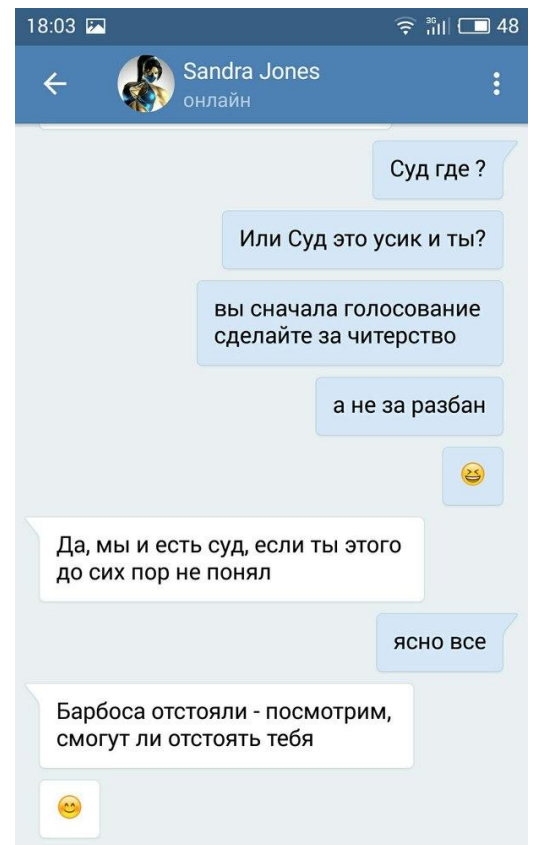 18:03 3G 48
Sandra Jones
онлайн
Суд где ?
Или Суд это усик и ты?
вы сначала голосование
сделайте за читерство
а не за разбан
😆
Да, мы и есть суд, если ты этого
до сих пор не понял
ясно все
Барбоса отстояли - посмотрим,
смогут ли отстоять тебя
😊